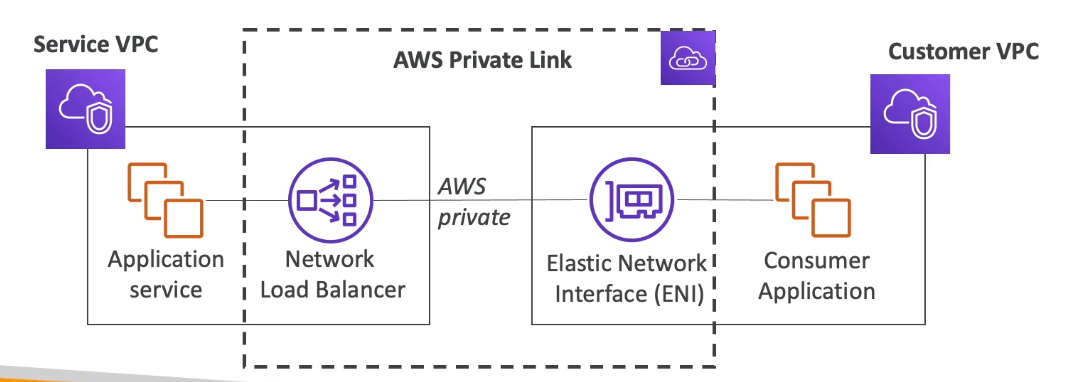 Service VPC
AWS Private Link
Customer VPC
AWS
private
Application
service
Network
Load Balancer
Elastic Network
Interface (ENI)
Consumer
Application